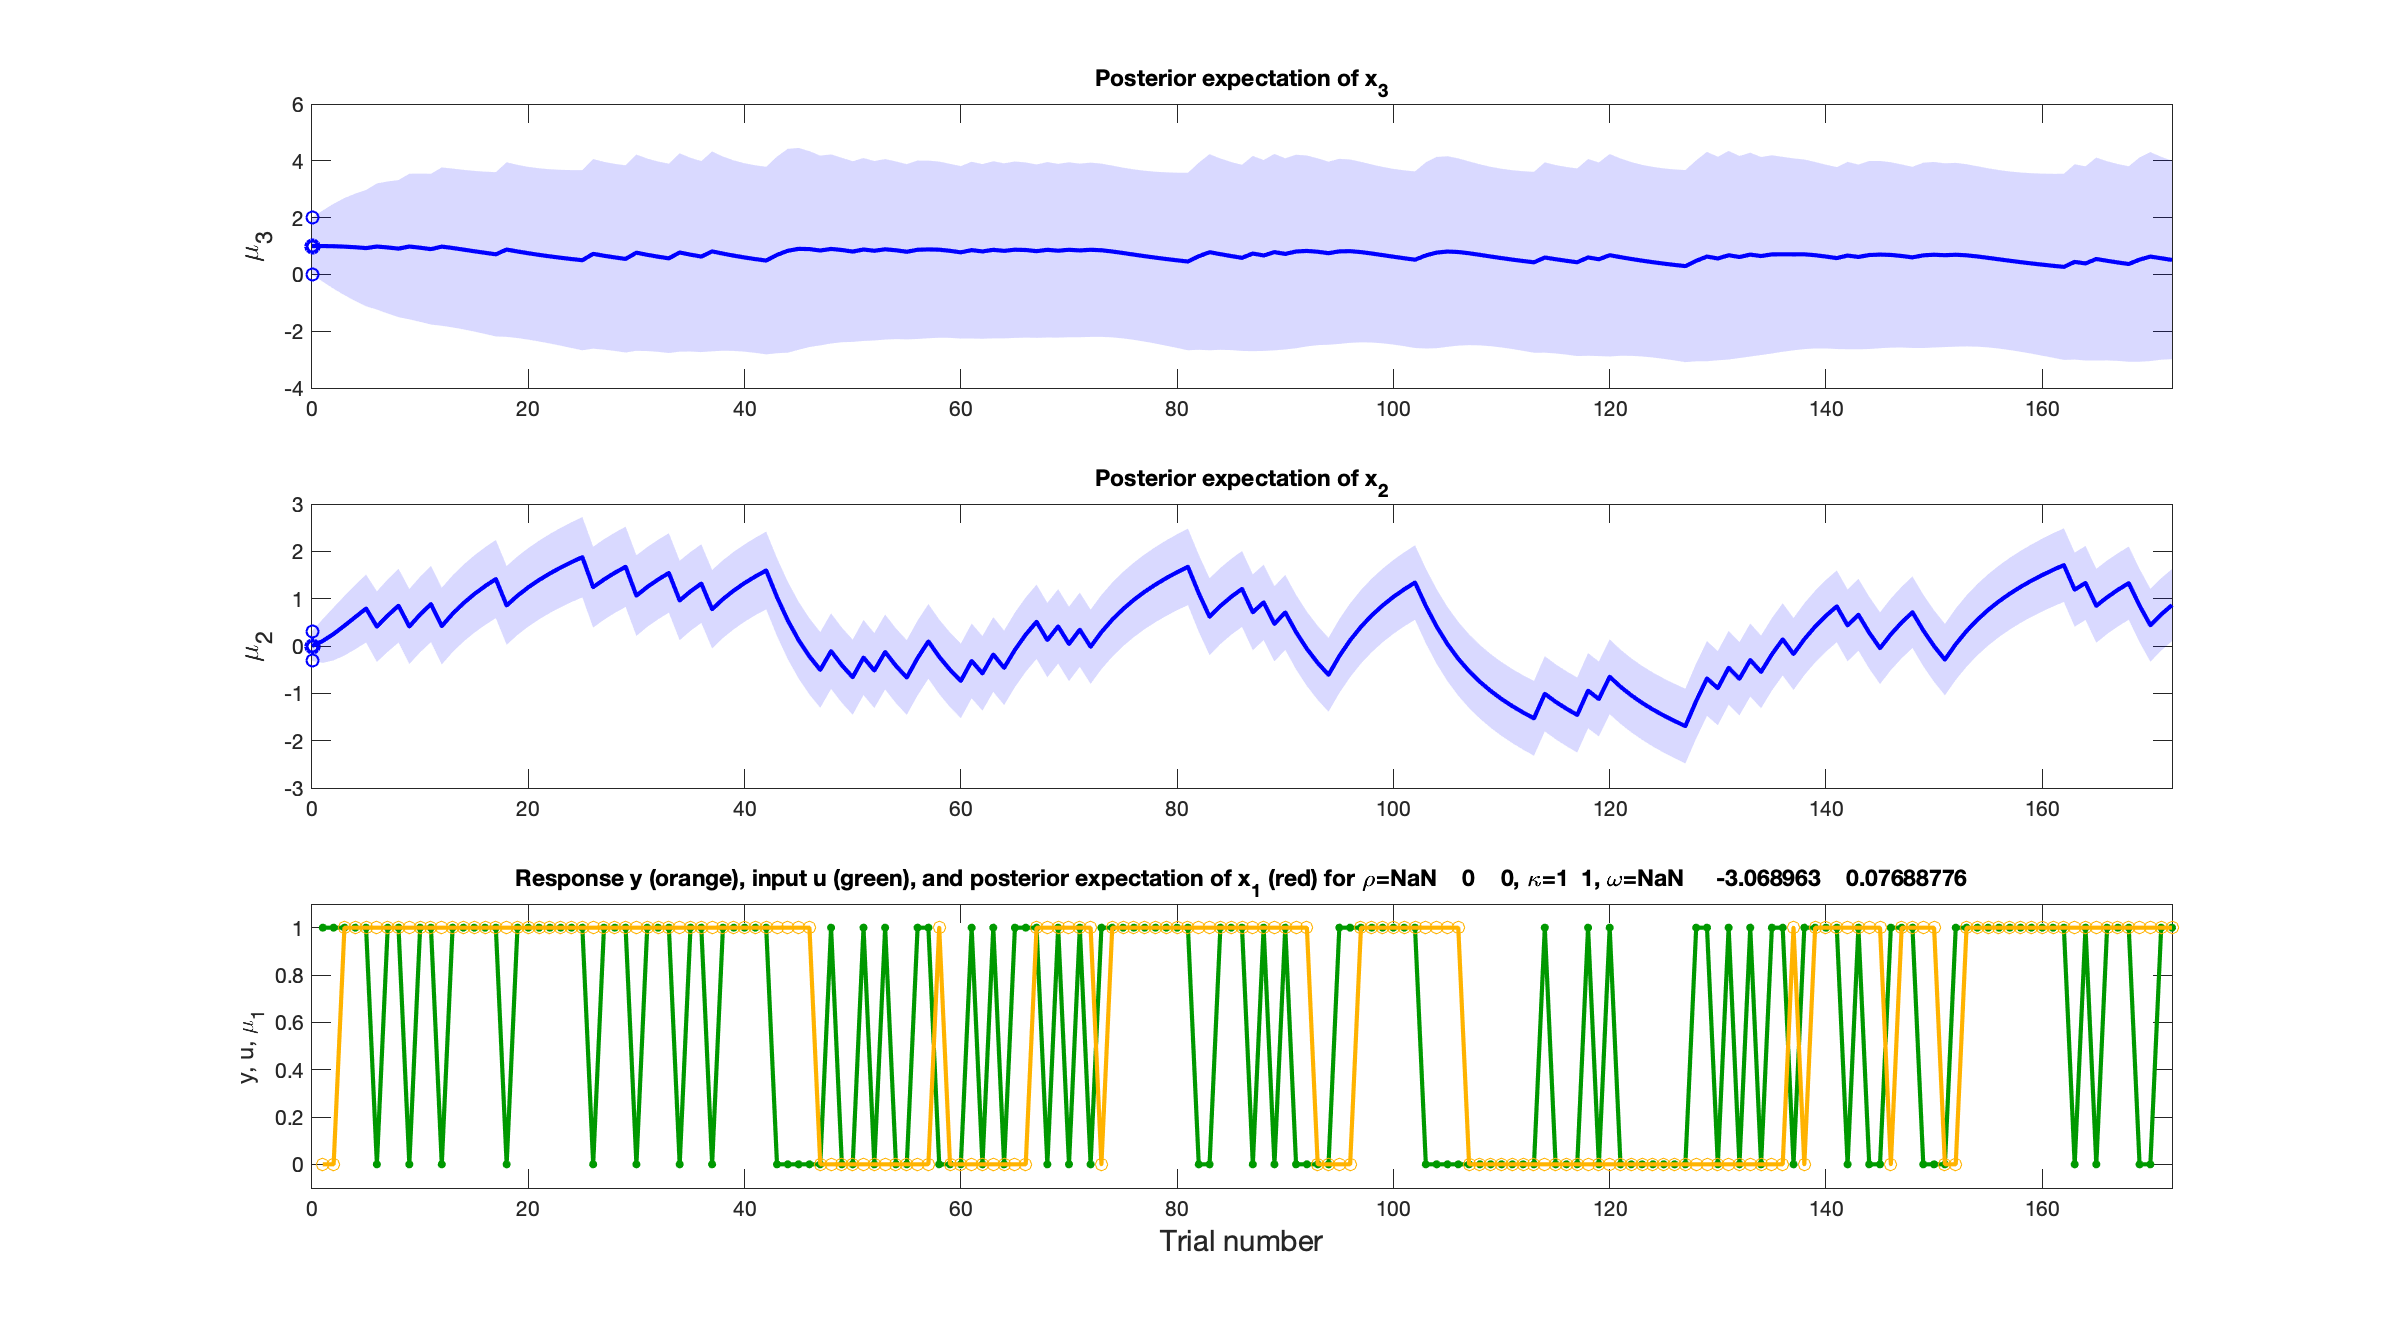 Posterior expectation of x3
6
4
2
0
-2
-4
μ3
0 20 40 60 80 100 120 140 160
Posterior expectation of x2
3
2
1
0
-1
-2
-3
μ2
0 20 40 60 80 100 120 140 160
Response y (orange), input u (green), and posterior expectation of x1 (red) for ρ=NaN 0 0, κ=1 1, ω=NaN -3.068963 0.07688776
1
0.8
0.6
0.4
0.2
0
y, u, μ1
0 20 40 60 80 100 120 140 160
Trial number